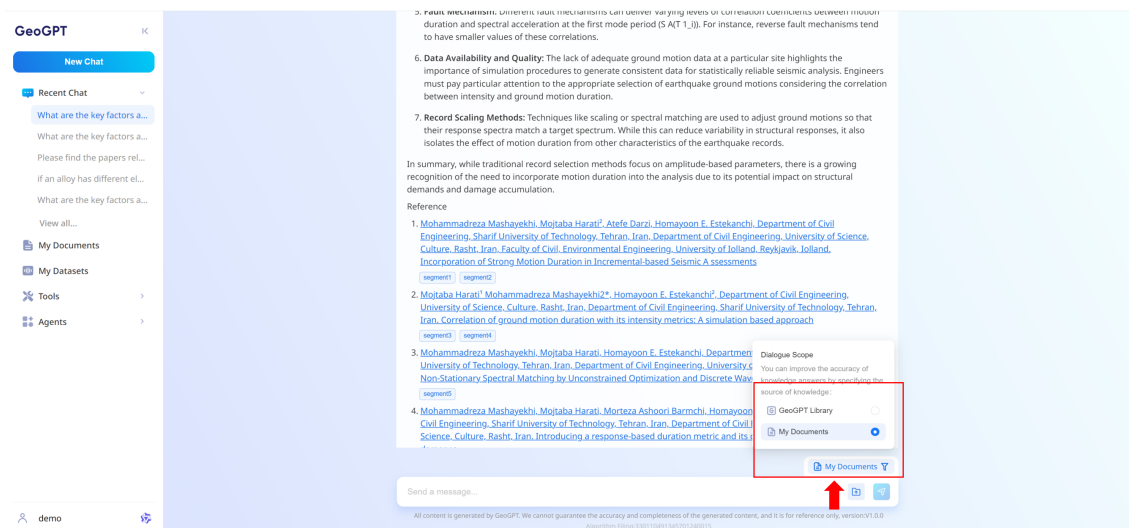 GeoGPT
New Chat
Recent Chat
What are the key factors a...
What are the key factors a...
Please find the papers rel...
if an alloy has different el...
What are the key factors a...
View all...
My Documents
My Datasets
Tools
Agents
demo
5. Fault Mechanism: Different fault mechanisms can deliver varying levels of correlation coefficients between motion
duration and spectral acceleration at the first mode period (S A(T 1_i)). For instance, reverse fault mechanisms tend
to have smaller values of these correlations.
6. Data Availability and Quality: The lack of adequate ground motion data at a particular site highlights the
importance of simulation procedures to generate consistent data for statistically reliable seismic analysis. Engineers
must pay particular attention to the appropriate selection of earthquake ground motions considering the correlation
between intensity and ground motion duration.
7. Record Scaling Methods: Techniques like scaling or spectral matching are used to adjust ground motions so that
their response spectra match a target spectrum. While this can reduce variability in structural responses, it also
isolates the effect of motion duration from other characteristics of the earthquake records.
In summary, while traditional record selection methods focus on amplitude-based parameters, there is a growing
recognition of the need to incorporate motion duration into the analysis due to its potential impact on structural
demands and damage accumulation.
Reference
1. Mohammadreza Mashayekhi, Mojtaba Harati², Atefe Darzi, Homayoon E. Estekanchi, Department of Civil
Engineering, Sharif University of Technology, Tehran, Iran, Department of Civil Engineering, University of Science,
Culture, Rasht, Iran, Faculty of Civil, Environmental Engineering, University of Iolland, Reykjavik, Iolland.
Incorporation of Strong Motion Duration in Incremental-based Seismic A ssessments
segment1 segment2
2. Mojtaba Harati¹ Mohammadreza Mashayekhi2*, Homayoon E. Estekanchi², Department of Civil Engineering,
University of Science, Culture, Rasht, Iran, Department of Civil Engineering, Sharif University of Technology, Tehran,
Iran. Correlation of ground motion duration with its intensity metrics: A simulation based approach
segment3 segment4
3. Mohammadreza Mashayekhi, Mojtaba Harati, Homayoon E. Estekanchi, Department
University of Technology, Tehran, Iran, Department of Civil Engineering, University
Non-Stationary Spectral Matching by Unconstrained Optimization and Discrete
segment5
4. Mohammadreza Mashayekhi, Mojtaba Harati, Morteza Ashoori Barmchi, Homayoon
Civil Engineering, Sharif University of Technology, Tehran, Iran, Department of Civil
Science, Culture, Rasht, Iran. Introducing a response-based duration metric and its
Dialogue Scope
You can improve the accuracy of
knowledge answers by specifying the
source of knowledge:
GeoGPT Library
My Documents
My Documents
Send a message...
All content is generated by GeoGPT. We cannot guarantee the accuracy and completeness of the generated content, and it is for reference only, version:V1.0.0